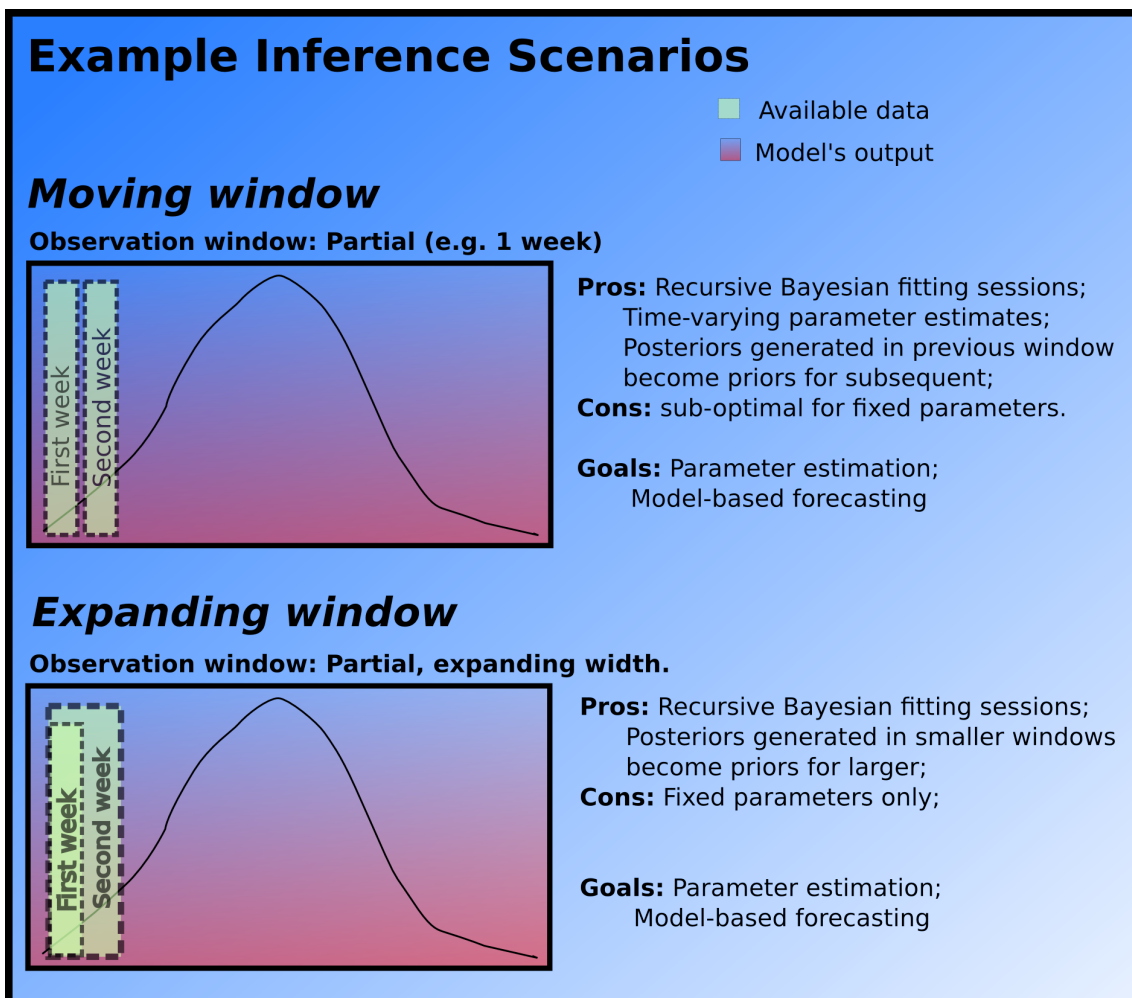 Example Inference Scenarios
Available data
Model's output
Moving window
Observation window: Partial (e.g. 1 week)
First week
Second week
Pros: Recursive Bayesian fitting sessions;
Time-varying parameter estimates;
Posteriors generated in previous window
become priors for subsequent;
Cons: sub-optimal for fixed parameters.
Goals: Parameter estimation;
Model-based forecasting
Expanding window
Observation window: Partial, expanding width.
First week
Second week
Pros: Recursive Bayesian fitting sessions;
Posteriors generated in smaller windows
become priors for larger;
Cons: Fixed parameters only;
Goals: Parameter estimation;
Model-based forecasting